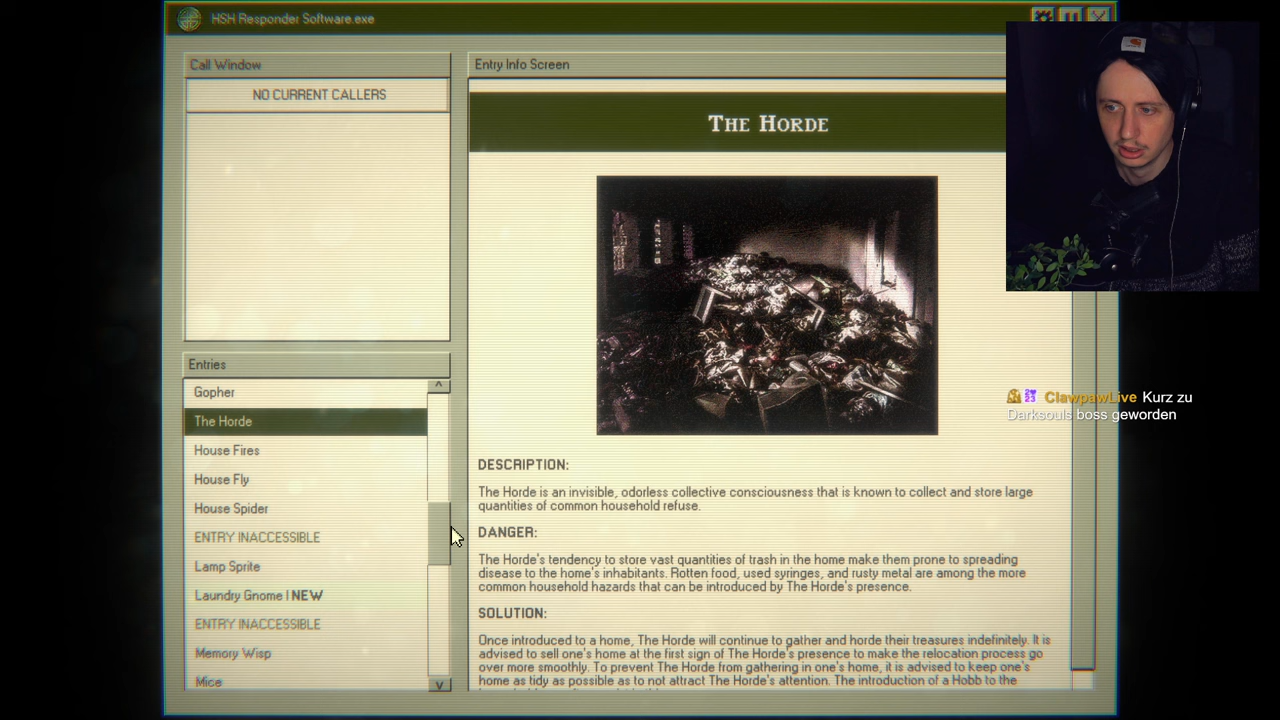 HSH Responder Software.exe
Call Window
NO CURRENT CALLERS
Entries
Gopher
The Horde
House Fires
House Fly
House Spider
ENTRY INACCESSIBLE
Lamp Sprite
Laundry Gnome | NEW
ENTRY INACCESSIBLE
Memory Wisp
Mice
Entry Info Screen
THE HORDE
DESCRIPTION:
The Horde is an invisible, odorless collective consciousness that is known to collect and store large
quantities of common household refuse.
DANGER:
The Horde's tendency to store vast quantities of trash in the home make them prone to spreading
disease to the home's inhabitants. Rotten food, used syringes, and rusty metal are among the more
common household hazards that can be introduced by The Horde's presence.
SOLUTION:
Once introduced to a home, The Horde will continue to gather and horde their treasures indefinitely. It is
advised to sell one's home at the first sign of The Horde's presence to make the relocation process go
over more smoothly. To prevent The Horde from gathering in one's home, it is advised to keep one's
home as tidy as possible as to not attract The Horde's attention. The introduction of a Hobb to the
ClawpawLive Kurz zu
Darksouls boss geworden